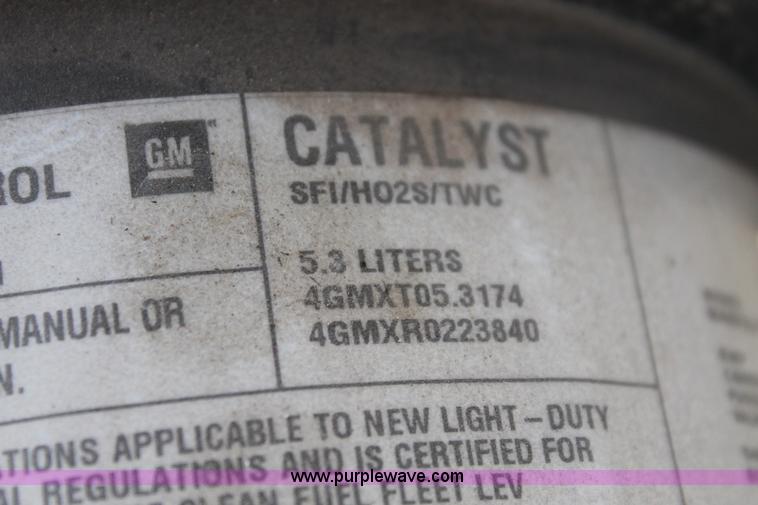 ROL
GM
CATALYST
SFI/HO2S/TWC
5.3 LITERS
4GMXT05.3174
4GMXR0223840
MANUAL OR
N.
TIONS APPLICABLE TO NEW LIGHT-DUTY
AL REGULATIONS AND IS CERTIFIED FOR
CLEAN FUEL FLEET LEV
www.purplewave.com